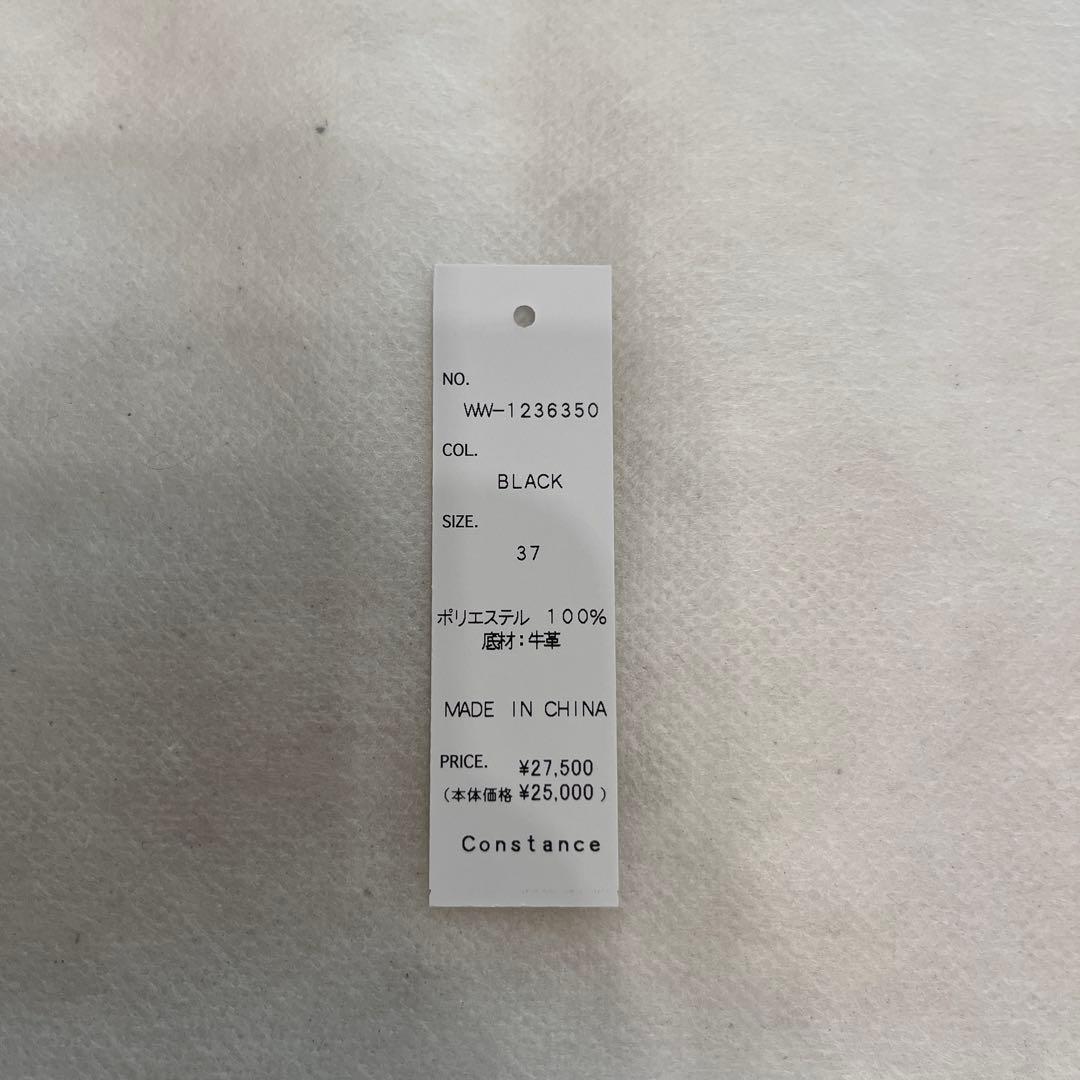 NO.
WW-1236350
COL.
BLACK
SIZE.
37
ポリエステル 100%
底材:牛革
MADE IN CHINA
PRICE. ¥27,500
(本体価格 ¥25,000)
Constance